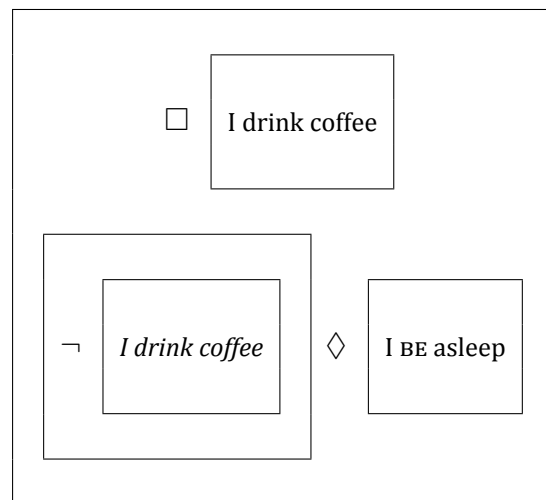 □ I drink coffee
¬ I drink coffee ◊ I BE asleep